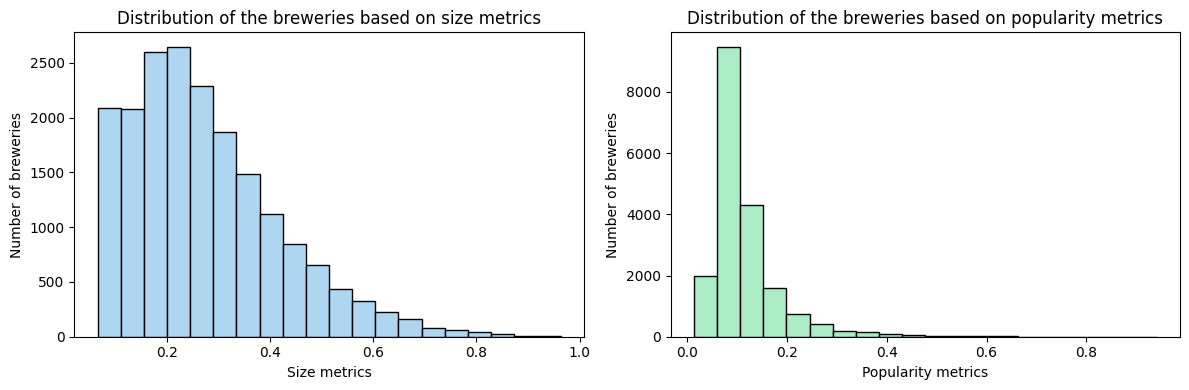 Distribution of the breweries based on size metrics
Number of breweries
2500
2000
1500
1000
500
0
0.2 0.4 0.6 0.8 1.0
Size metrics
Distribution of the breweries based on popularity metrics
Number of breweries
8000
6000
4000
2000
0
0.0 0.2 0.4 0.6 0.8
Popularity metrics